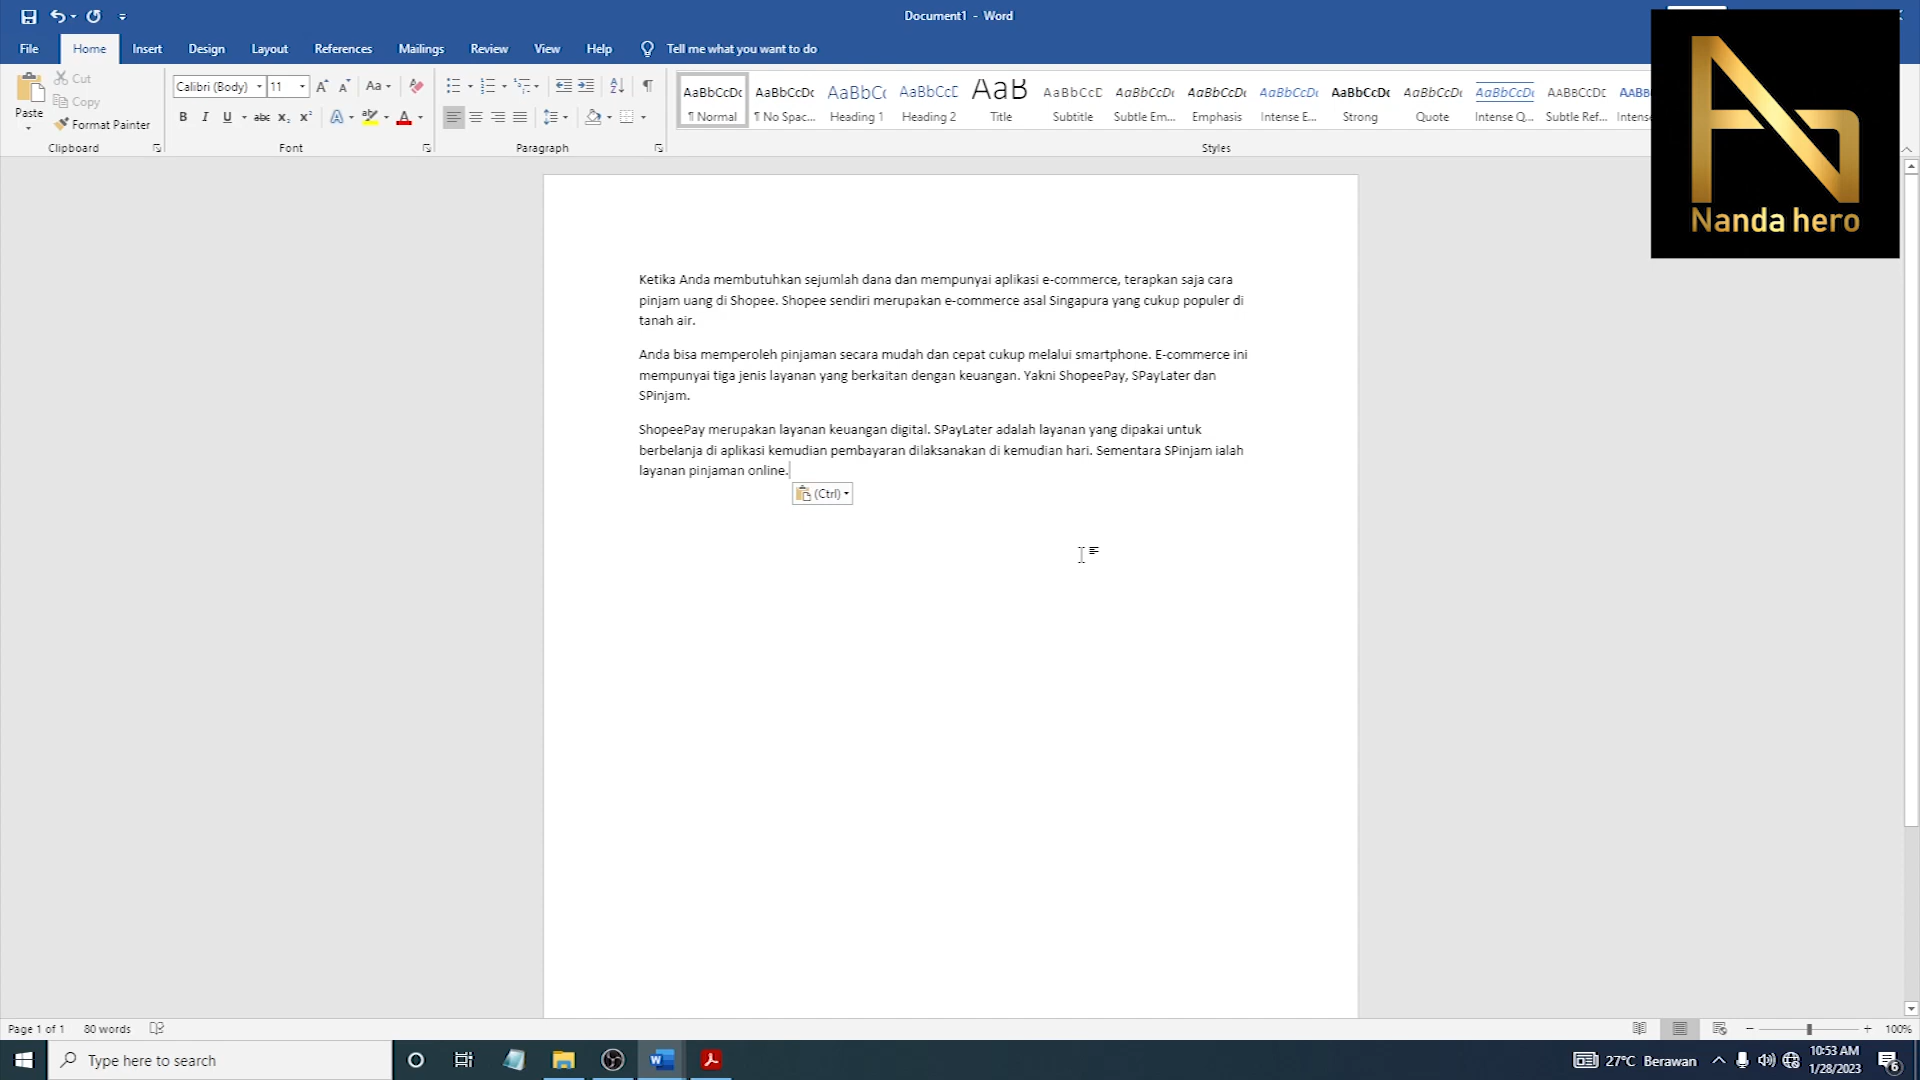 Document1 - Word
File Home Insert Design Layout References Mailings Review View Help Tell me what you want to do
Paste
Cut
Copy
Format Painter
Clipboard
Calibri (Body) 11
Font
Paragraph
AaBbCcDc AaBbCcDc AaBbC AaBbCcD AaB AaBbCcD AaBbCcDc AaBbCcDc AaBbCcDc AaBbCcDc AaBbCcDc AaBbCcDc AaBbCcDc AaBb
¶ Normal ¶ No Spac... Heading 1 Heading 2 Title Subtitle Subtle Em... Emphasis Intense E... Strong Quote Intense Q... Subtle Ref... Intens
Styles
Nanda hero
Ketika Anda membutuhkan sejumlah dana dan mempunyai aplikasi e-commerce, terapkan saja cara
pinjam uang di Shopee. Shopee sendiri merupakan e-commerce asal Singapura yang cukup populer di
tanah air.
Anda bisa memperoleh pinjaman secara mudah dan cepat cukup melalui smartphone. E-commerce ini
mempunyai tiga jenis layanan yang berkaitan dengan keuangan. Yakni ShopeePay, SPayLater dan
SPinjam.
ShopeePay merupakan layanan keuangan digital. SPayLater adalah layanan yang dipakai untuk
berbelanja di aplikasi kemudian pembayaran dilaksanakan di kemudian hari. Sementara SPinjam ialah
layanan pinjaman online.
(Ctrl)
Page 1 of 1 80 words 100%
Type here to search
27°C Berawan
10:53 AM
1/28/2023
6